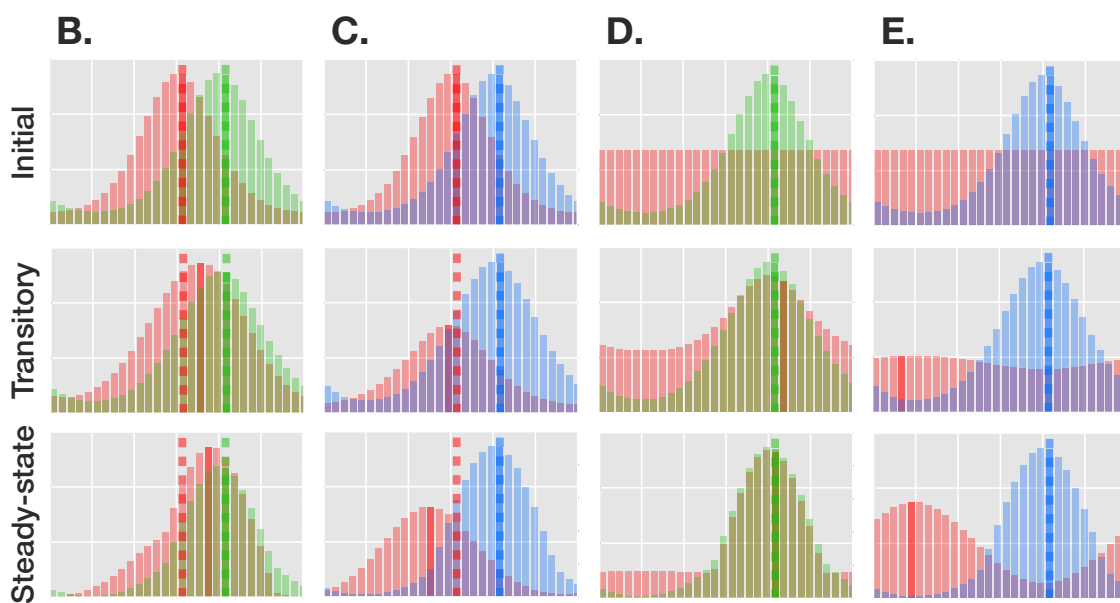 B.
C.
D.
E.
Initial
Transitory
Steady-state